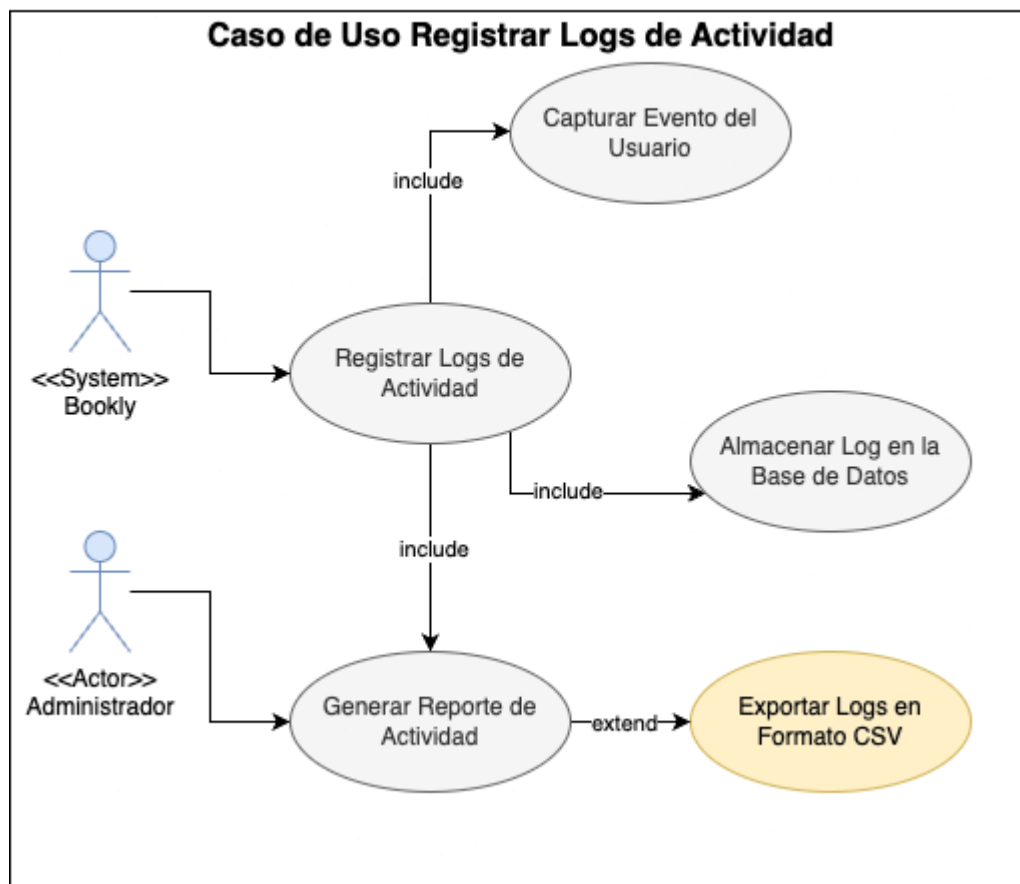 Caso de Uso Registrar Logs de Actividad
Capturar Evento del
Usuario
include
<<System>>
Bookly
Registrar Logs de
Actividad
Almacenar Log en la
Base de Datos
include
include
<<Actor>>
Administrador
Generar Reporte de
Actividad
extend
Exportar Logs en
Formato CSV